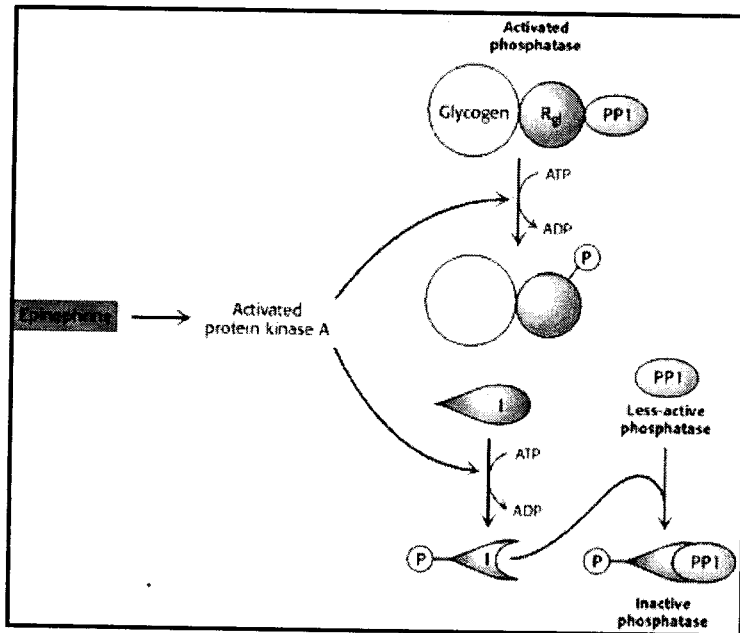 Activated
phosphatase
Glycogen
Rgl
PP1
ATP
ADP
P
Epinephrine
Activated
protein kinase A
I
PP1
Less-active
phosphatase
ATP
ADP
P
I
P
PP1
Inactive
phosphatase